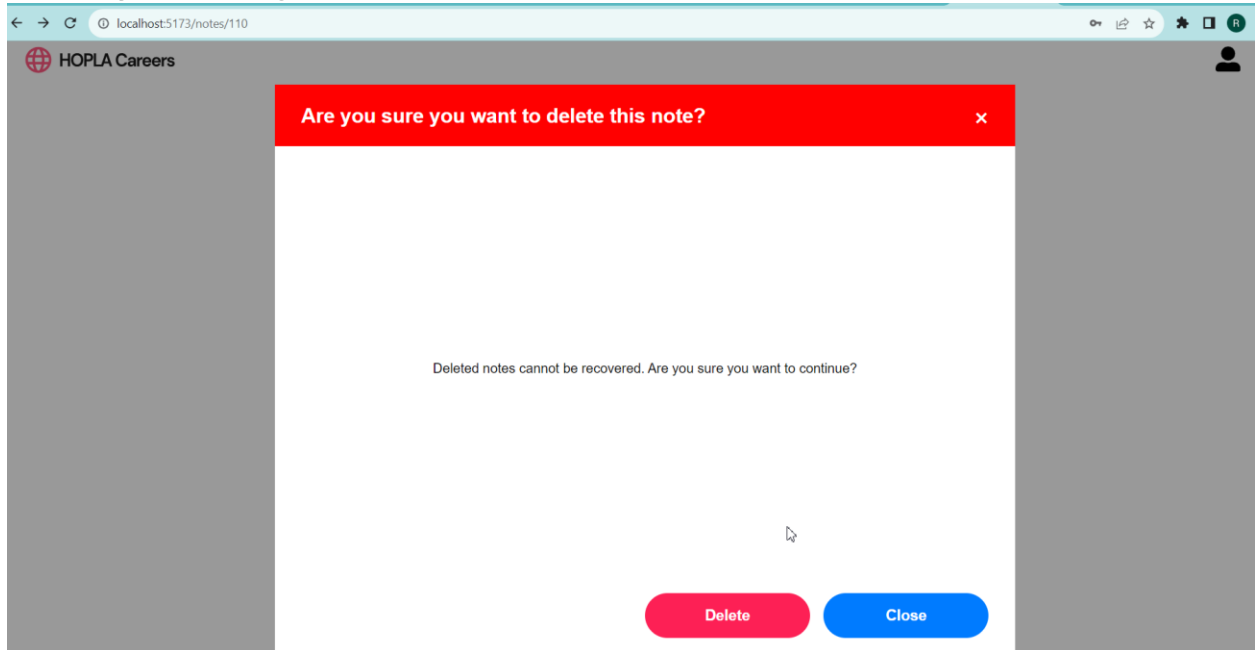 localhost:5173/notes/110
R
HOPLA Careers
Are you sure you want to delete this note?
×
Deleted notes cannot be recovered. Are you sure you want to continue?
Delete
Close